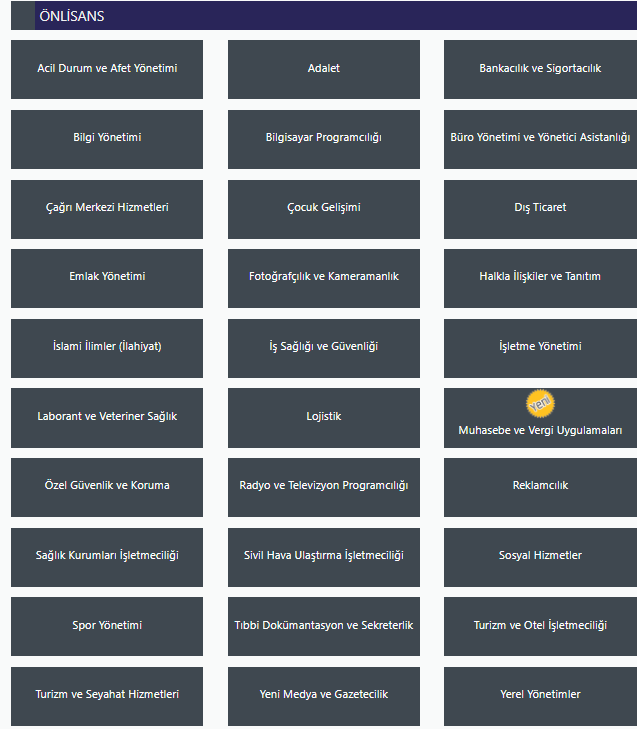 ÖNLİSANS
Acil Durum ve Afet Yönetimi
Adalet
Bankacılık ve Sigortacılık
Bilgi Yönetimi
Bilgisayar Programcılığı
Büro Yönetimi ve Yönetici Asistanlığı
Çağrı Merkezi Hizmetleri
Çocuk Gelişimi
Dış Ticaret
Emlak Yönetimi
Fotoğrafçılık ve Kameramanlık
Halkla İlişkiler ve Tanıtım
İslami İlimler (İlahiyat)
İş Sağlığı ve Güvenliği
İşletme Yönetimi
Laborant ve Veteriner Sağlık
Lojistik
Yeni
Muhasebe ve Vergi Uygulamaları
Özel Güvenlik ve Koruma
Radyo ve Televizyon Programcılığı
Reklamcılık
Sağlık Kurumları İşletmeciliği
Sivil Hava Ulaştırma İşletmeciliği
Sosyal Hizmetler
Spor Yönetimi
Tıbbi Dokümantasyon ve Sekreterlik
Turizm ve Otel İşletmeciliği
Turizm ve Seyahat Hizmetleri
Yeni Medya ve Gazetecilik
Yerel Yönetimler